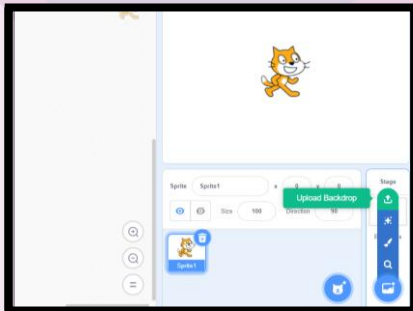 Sprite Sprite1 x 0 y 0
Stage
Upload Backdrop
Size 100 Direction 90
Sprite1